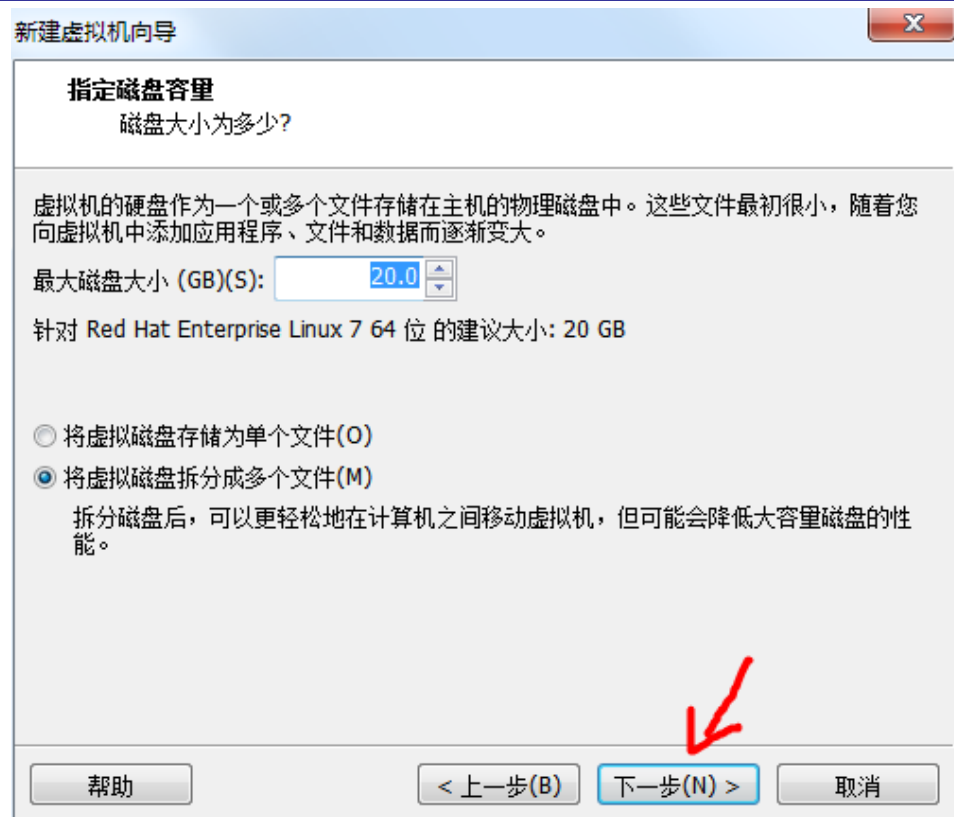 新建虚拟机向导
指定磁盘容量
磁盘大小为多少?
虚拟机的硬盘作为一个或多个文件存储在主机的物理磁盘中。这些文件最初很小，随着您
向虚拟机中添加应用程序、文件和数据而逐渐变大。
最大磁盘大小 (GB)(S): 20.0
针对 Red Hat Enterprise Linux 7 64 位 的建议大小: 20 GB
将虚拟磁盘存储为单个文件(O)
将虚拟磁盘拆分成多个文件(M)
拆分磁盘后，可以更轻松地在计算机之间移动虚拟机，但可能会降低大容量磁盘的性
能。
帮助 < 上一步(B) 下一步(N) > 取消